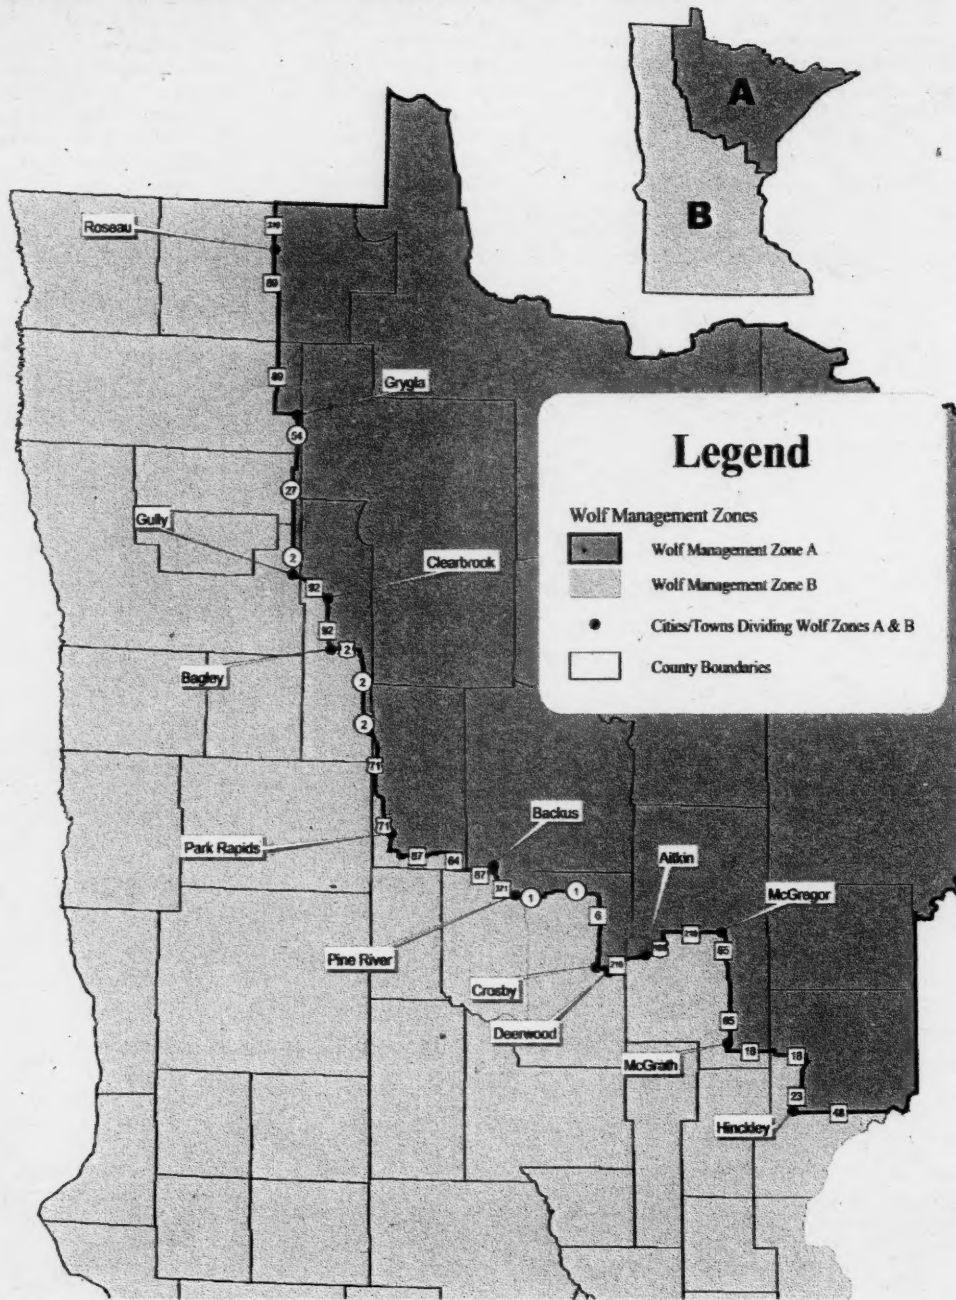 A
B
Roseau
310
89
89
Grygla
54
27
Gully
2
92
Clearbrook
92
Bagley
2
2
2
71
71
Park Rapids
87
64
87
Backus
371
Pine River
1
1
6
Aitkin
210
McGregor
65
Crosby
210
Deerwood
65
McGrath
18
18
23
Hinckley
48
Legend
Wolf Management Zones
Wolf Management Zone A
Wolf Management Zone B
Cities/Towns Dividing Wolf Zones A & B
County Boundaries